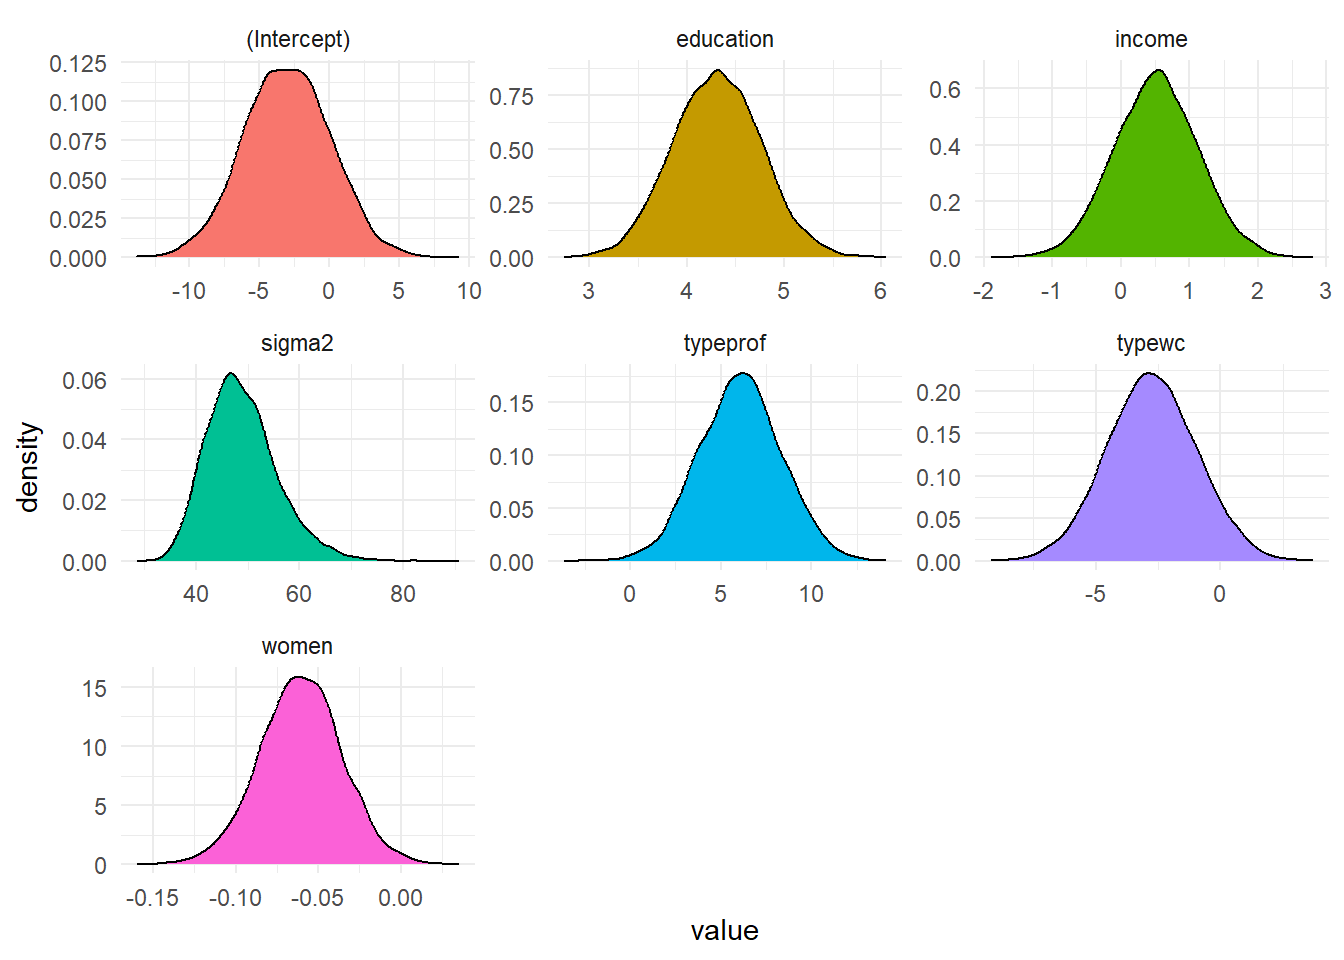 (Intercept) education income
0.125
0.100
0.075
0.050
0.025
0.000
0.75
0.50
0.25
0.00
0.6
0.4
0.2
0.0
-10 -5 0 5 10
3 4 5 6
-2 -1 0 1 2 3
sigma2 typeprof typewc
0.06
0.04
0.02
0.00
0.15
0.10
0.05
0.00
0.20
0.15
0.10
0.05
0.00
40 60 80
0 5 10
-5 0
women
15
10
5
0
-0.15 -0.10 -0.05 0.00
density
value